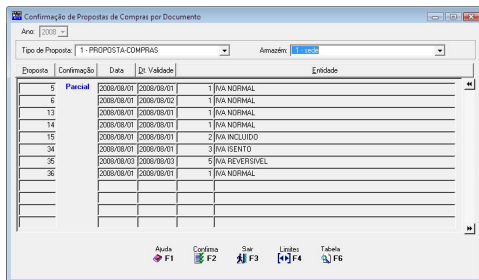 Confirmação de Propostas de Compras por Documento
Ano: 2008
Tipo de Proposta: 1 - PROPOSTA-COMPRAS Armazém: 1 - sede
Proposta Confirmação Data Dt. Validade Entidade
5 Parcial 2008/08/01 2008/08/01 1 IVA NORMAL
6 2008/08/01 2008/08/02 1 IVA NORMAL
13 2008/08/01 2008/08/01 1 IVA NORMAL
14 2008/08/01 2008/08/01 1 IVA NORMAL
15 2008/08/01 2008/08/01 2 IVA INCLUIDO
34 2008/08/01 2008/08/01 3 IVA ISENTO
35 2008/08/03 2008/08/03 5 IVA REVERSIVEL
36 2008/08/01 2008/08/01 1 IVA NORMAL
Ajuda Confirma Sair Limites Tabela
F1 F2 F3 F4 F6